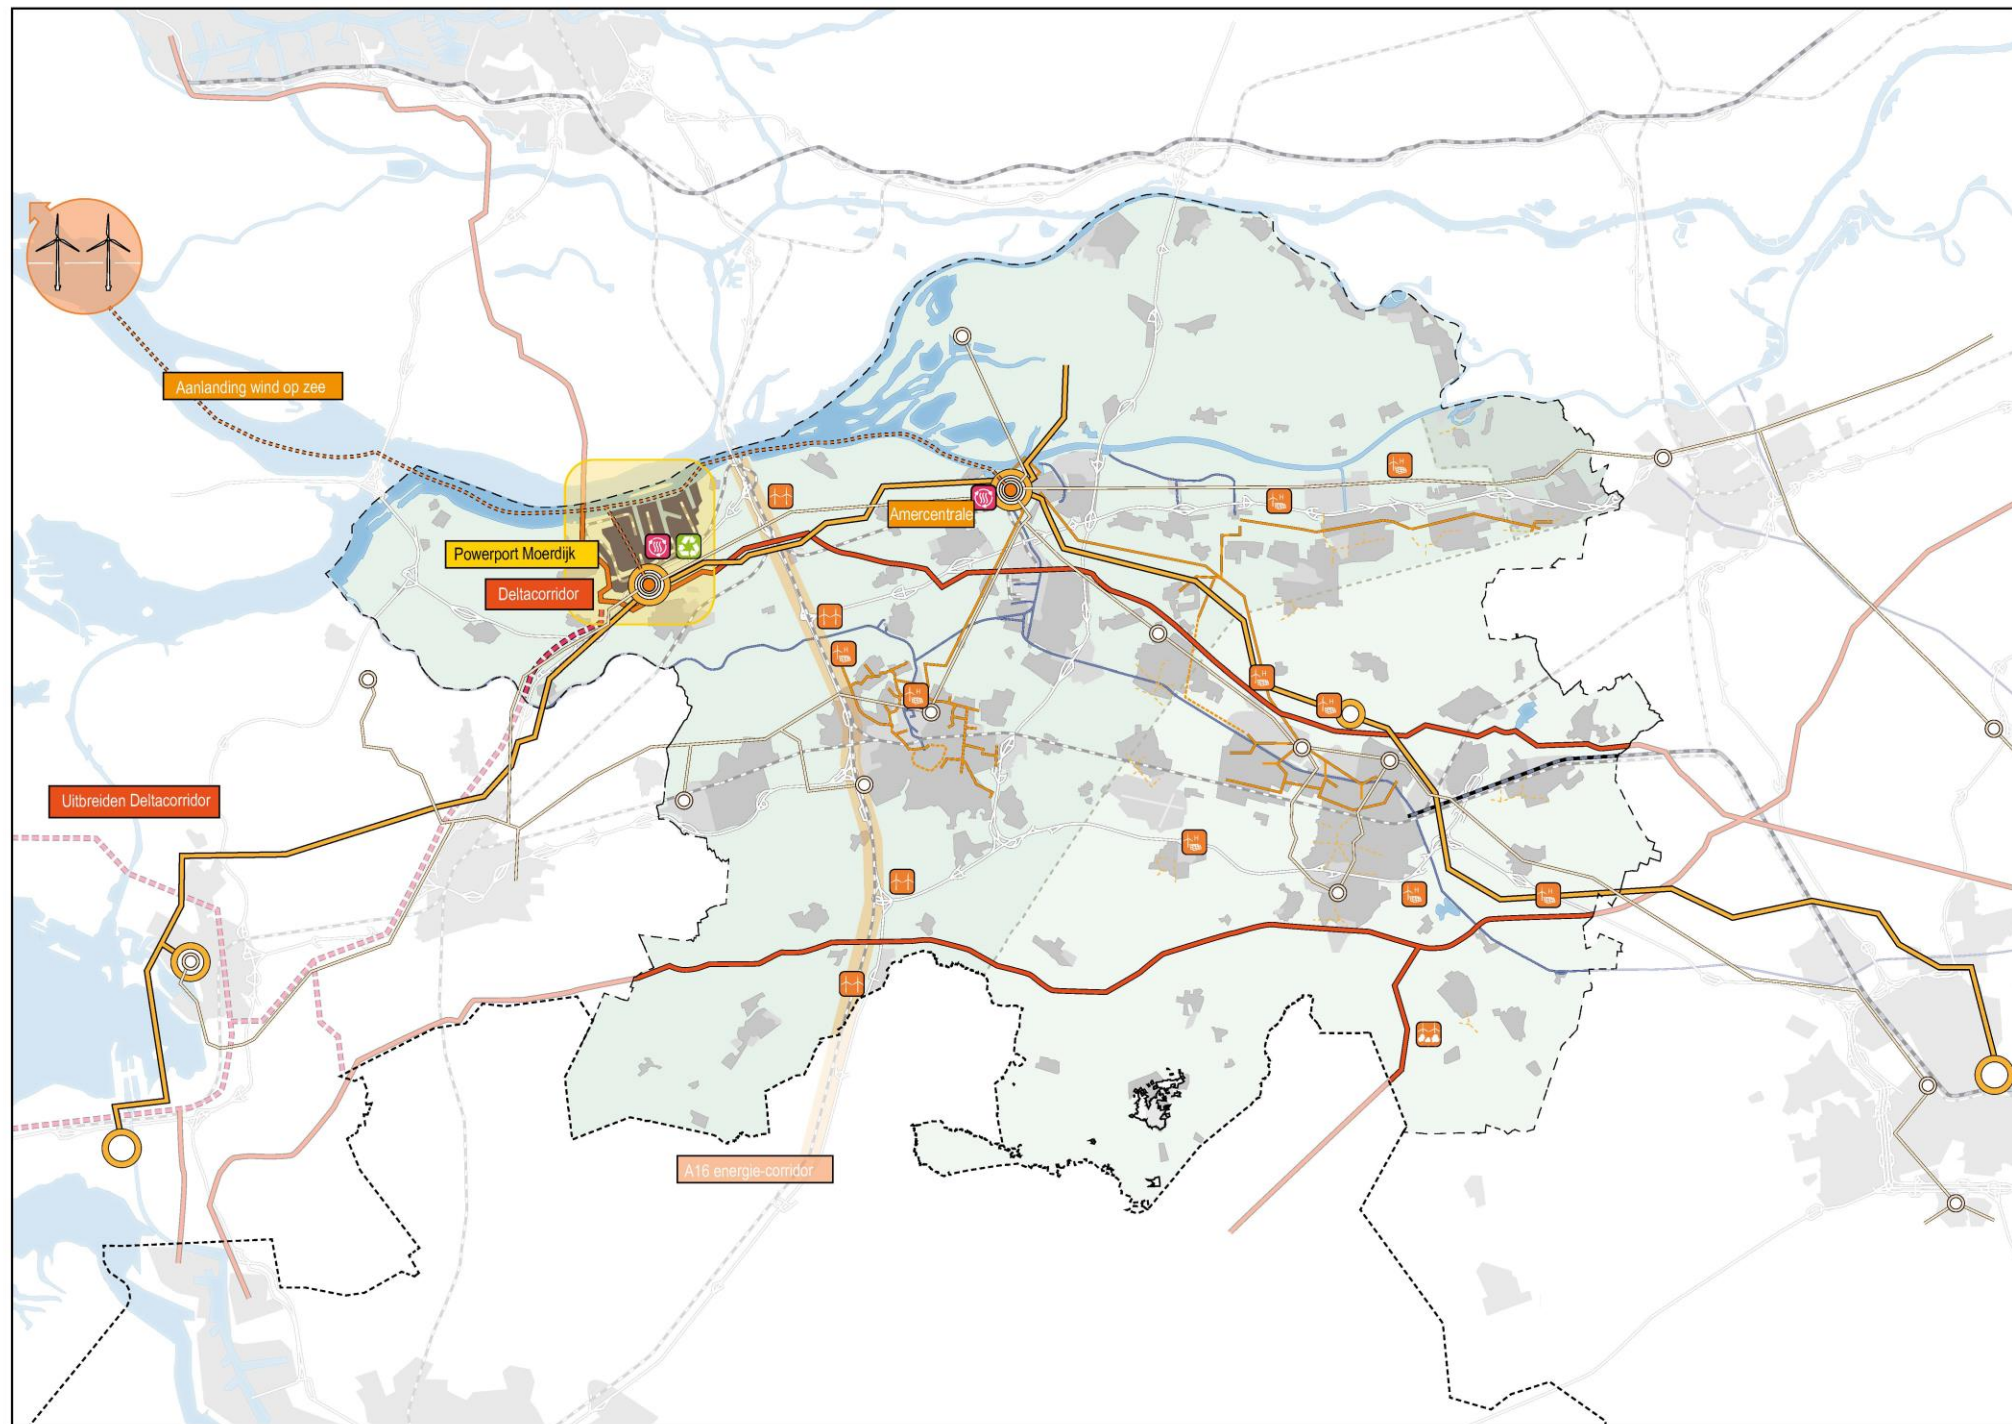 Aanlanding wind op zee
Amercentrale
Powerport Moerdijk
Deltacorridor
Uitbreiden Deltacorridor
A16 energie-corridor